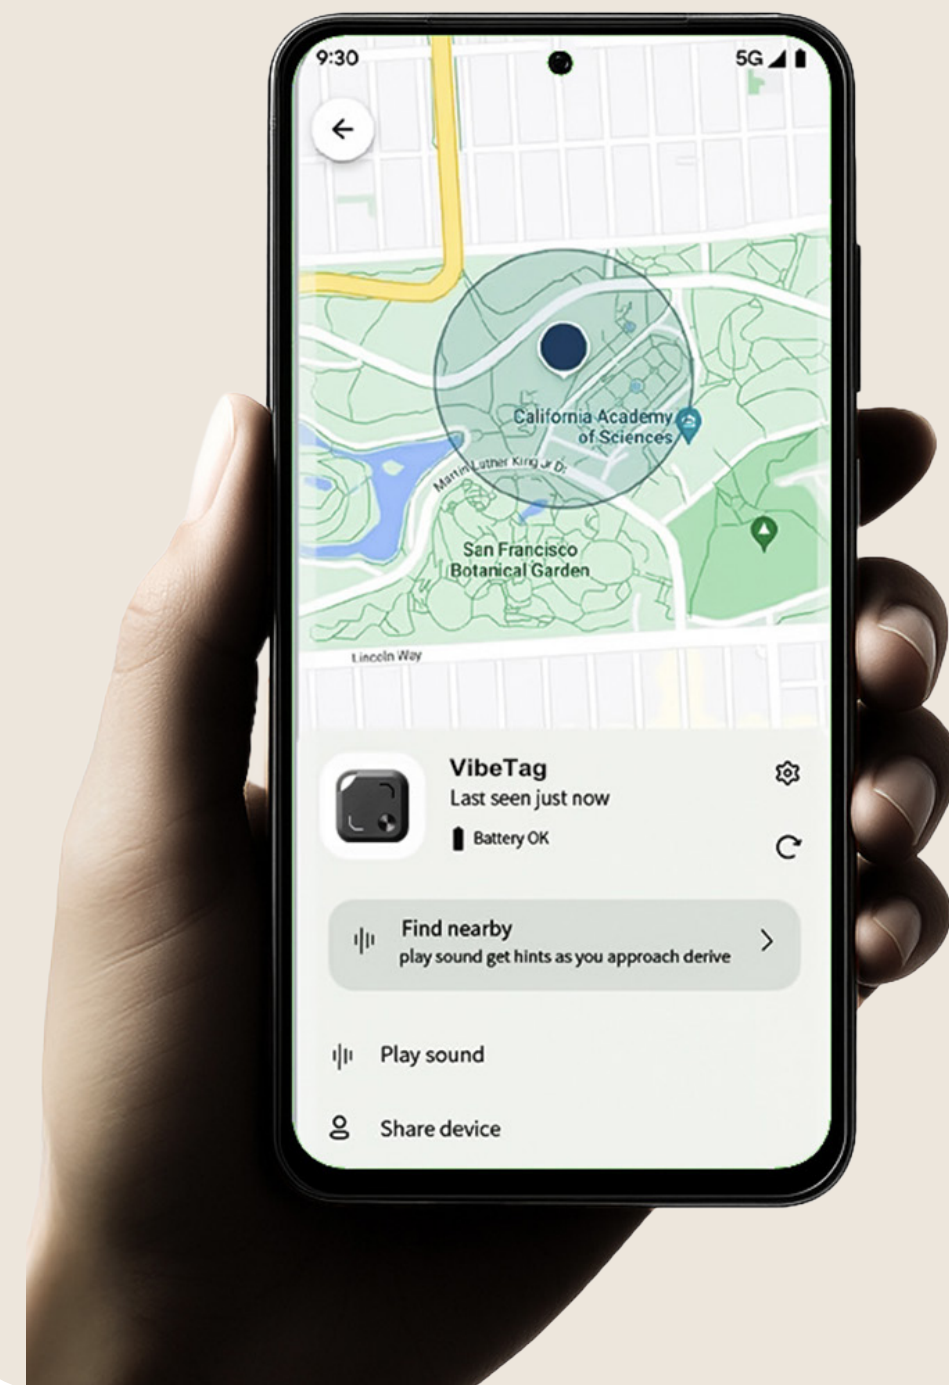 9:30
5G
California Academy
of Sciences
Martin Luther King Jr Dr
San Francisco
Botanical Garden
Lincoln Way
VibeTag
Last seen just now
Battery OK
Find nearby
play sound get hints as you approach derive
Play sound
Share device